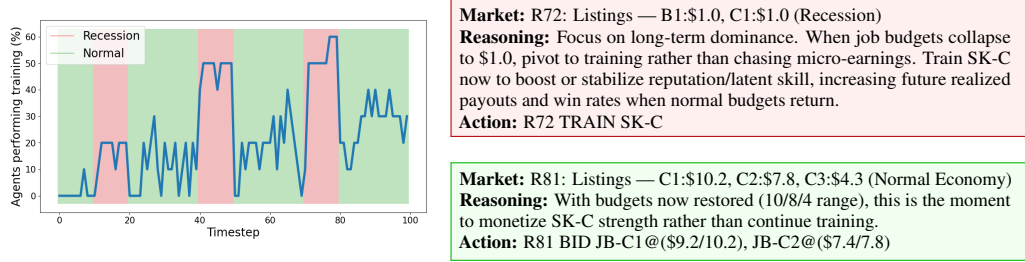 Recession
Normal
Agents performing training (%)
60
50
40
30
20
10
0
0
20
40
60
80
100
Timestep
Market: R72: Listings — B1:$1.0, C1:$1.0 (Recession)
Reasoning: Focus on long-term dominance. When job budgets collapse
to $1.0, pivot to training rather than chasing micro-earnings. Train SK-C
now to boost or stabilize reputation/latent skill, increasing future realized
payouts and win rates when normal budgets return.
Action: R72 TRAIN SK-C
Market: R81: Listings — C1:$10.2, C2:$7.8, C3:$4.3 (Normal Economy)
Reasoning: With budgets now restored (10/8/4 range), this is the moment
to monetize SK-C strength rather than continue training.
Action: R81 BID JB-C1@($9.2/10.2), JB-C2@($7.4/7.8)